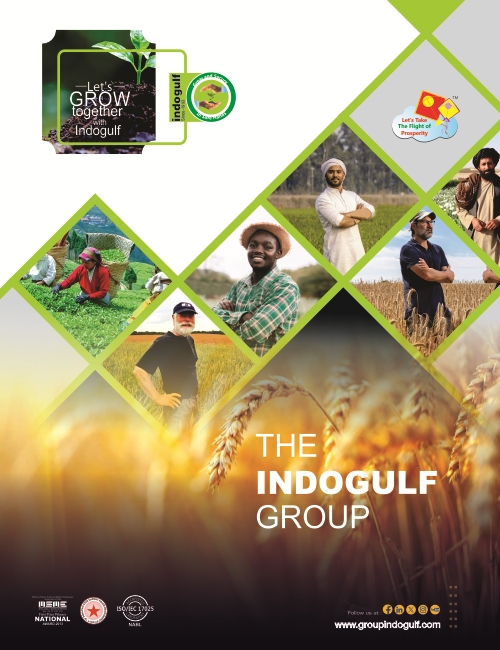 Let's
GROW
together
with
Indogulf
indogulf
TM
Let's Take
The Flight of
Prosperity
THE
INDOGULF
GROUP
NATIONAL
ISO/IEC 17025
NABL
Follow us at
www.groupindogulf.com